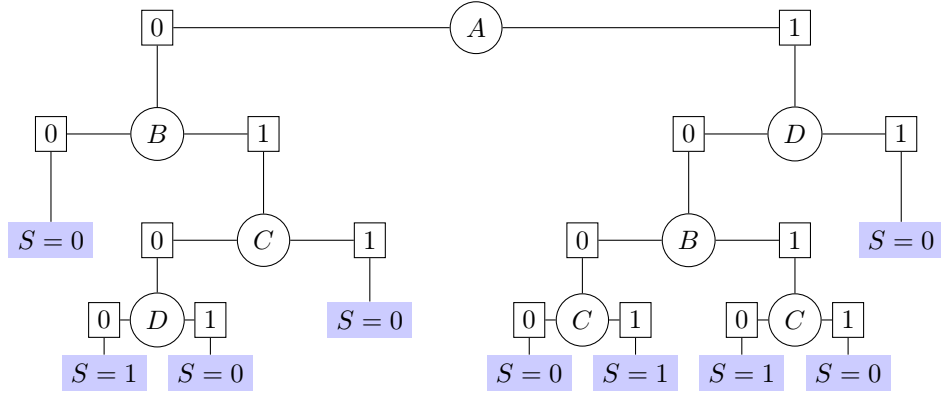 0 A 1
0 B 1 0 D 1
S = 0 0 C 1 0 B 1 S = 0
0 D 1 S = 0 0 C 1 0 C 1
S = 1 S = 0 S = 0 S = 1 S = 1 S = 0